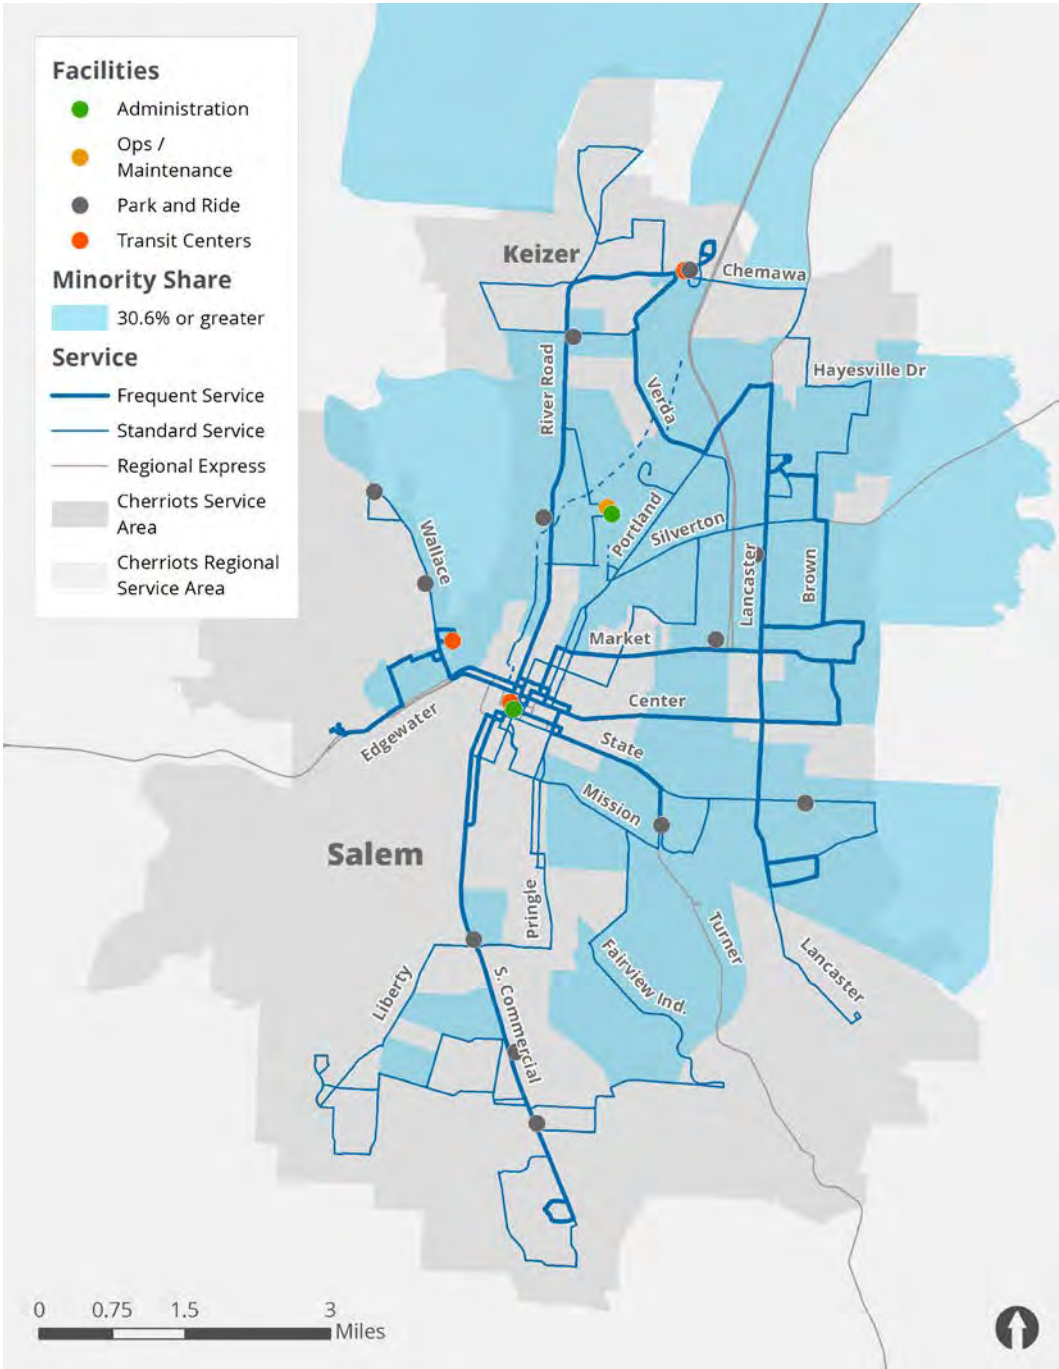 Facilities
Administration
Ops /
Maintenance
Park and Ride
Transit Centers
Minority Share
30.6% or greater
Service
Frequent Service
Standard Service
Regional Express
Cherriots Service
Area
Cherriots Regional
Service Area
Keizer
Chemawa
River Road
Hayesville Dr
Verda
Portland
Silverton
Wallace
Lancaster
Brown
Market
Center
Edgewater
State
Mission
Salem
Pringle
Turner
Lancaster
Fairview Ind.
Liberty
S. Commercial
0 0.75 1.5 3
Miles